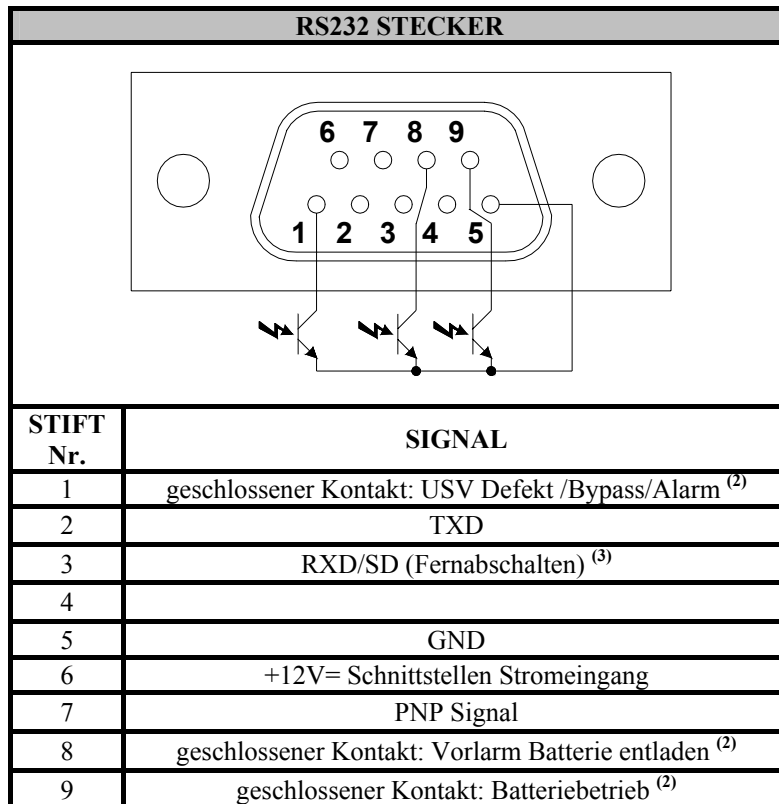 RS232 STECKER
6 7 8 9
1 2 3 4 5
STIFT Nr. SIGNAL
1 geschlossener Kontakt: USV Defekt /Bypass/Alarm (2)
2 TXD
3 RXD/SD (Fernabschalten) (3)
4
5 GND
6 +12V= Schnittstellen Stromeingang
7 PNP Signal
8 geschlossener Kontakt: Vorlarm Batterie entladen (2)
9 geschlossener Kontakt: Batteriebetrieb (2)